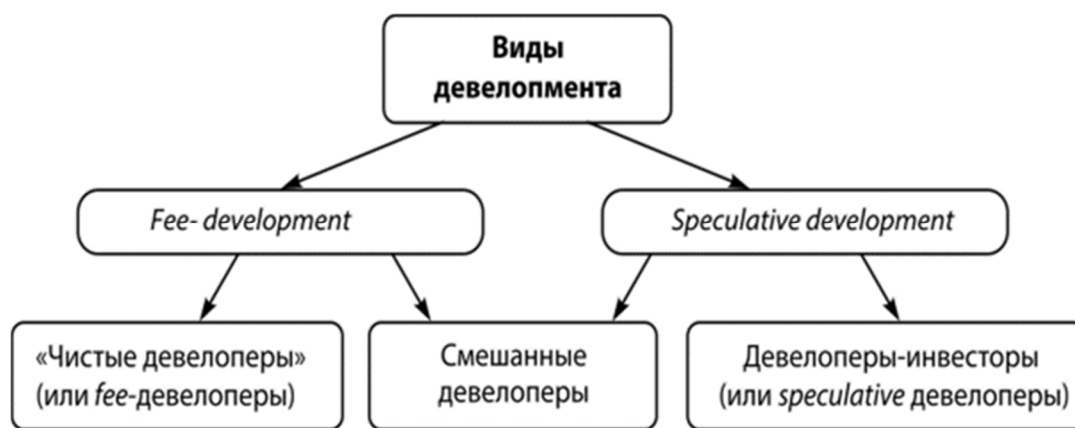 Виды
девелопмента
Fee- development
Speculative development
«Чистые девелоперы»
(или fee-девелоперы)
Смешанные
девелоперы
Девелоперы-инвесторы
(или speculative девелоперы)